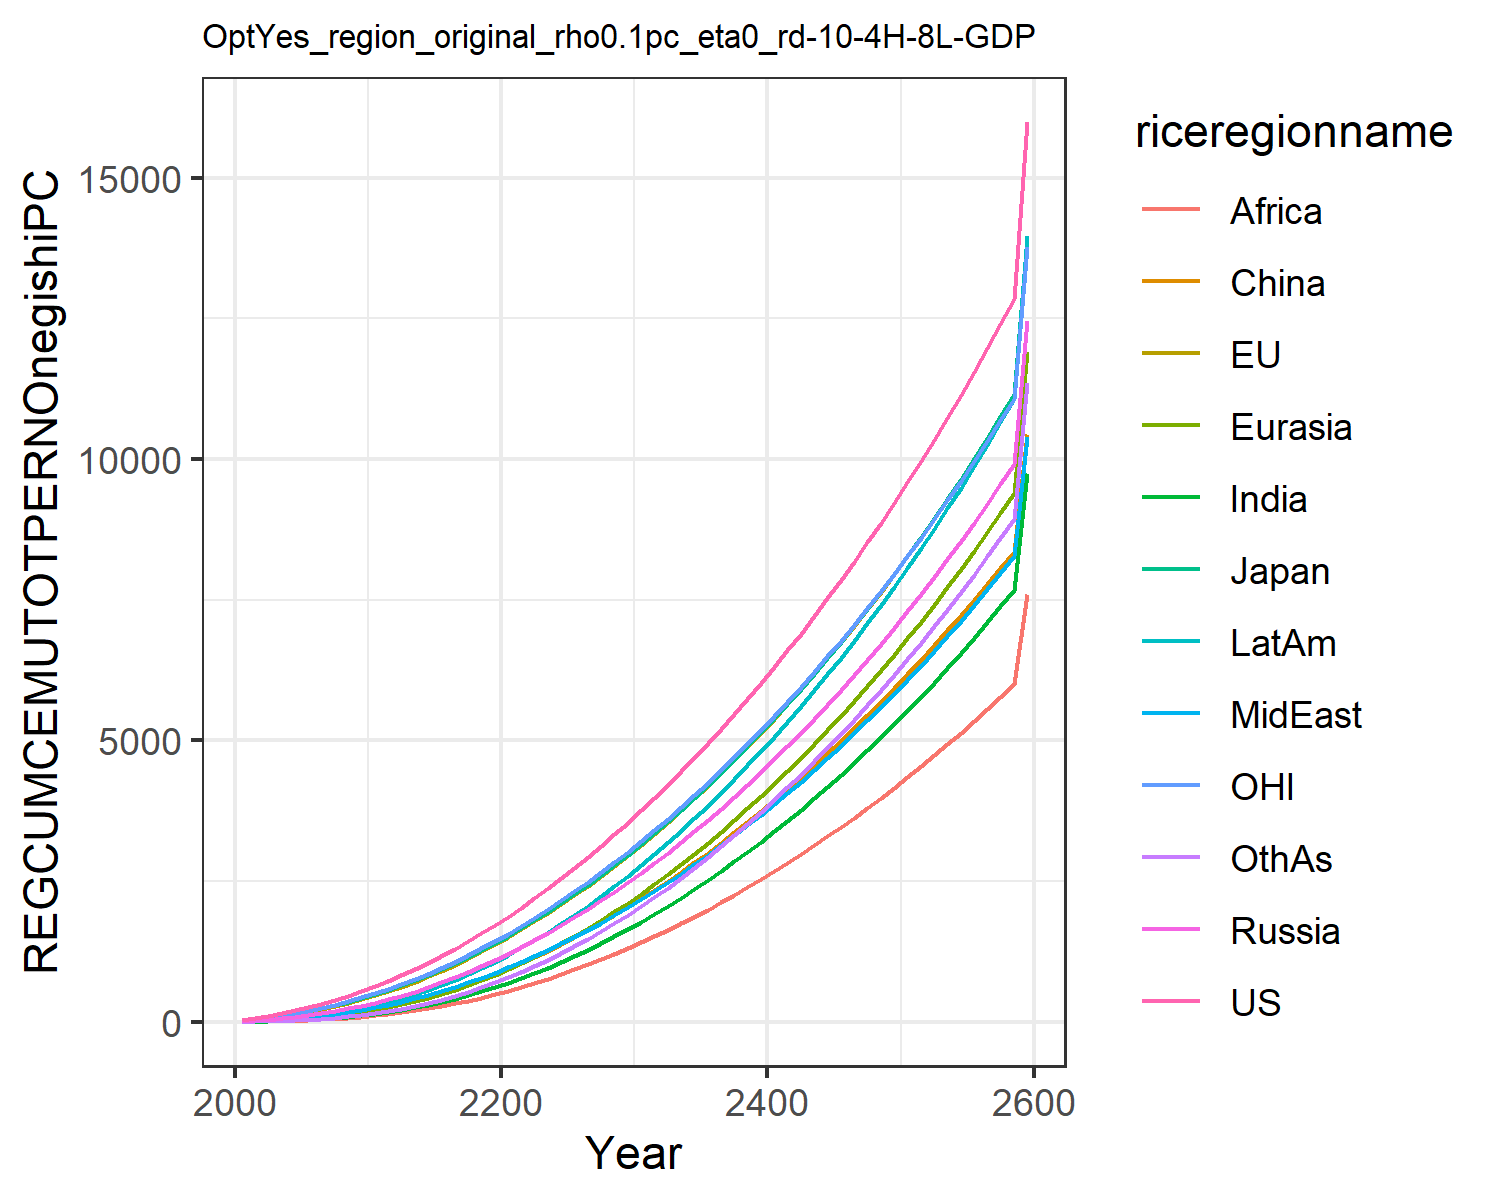 OptYes_region_original_rho0.1pc_eta0_rd-10-4H-8L-GDP
REGCUMCEMUTOTPERNOnegishiPC
15000
10000
5000
0
2000
2200
2400
2600
Year
riceregionname
Africa
China
EU
Eurasia
India
Japan
LatAm
MidEast
OHI
OthAs
Russia
US